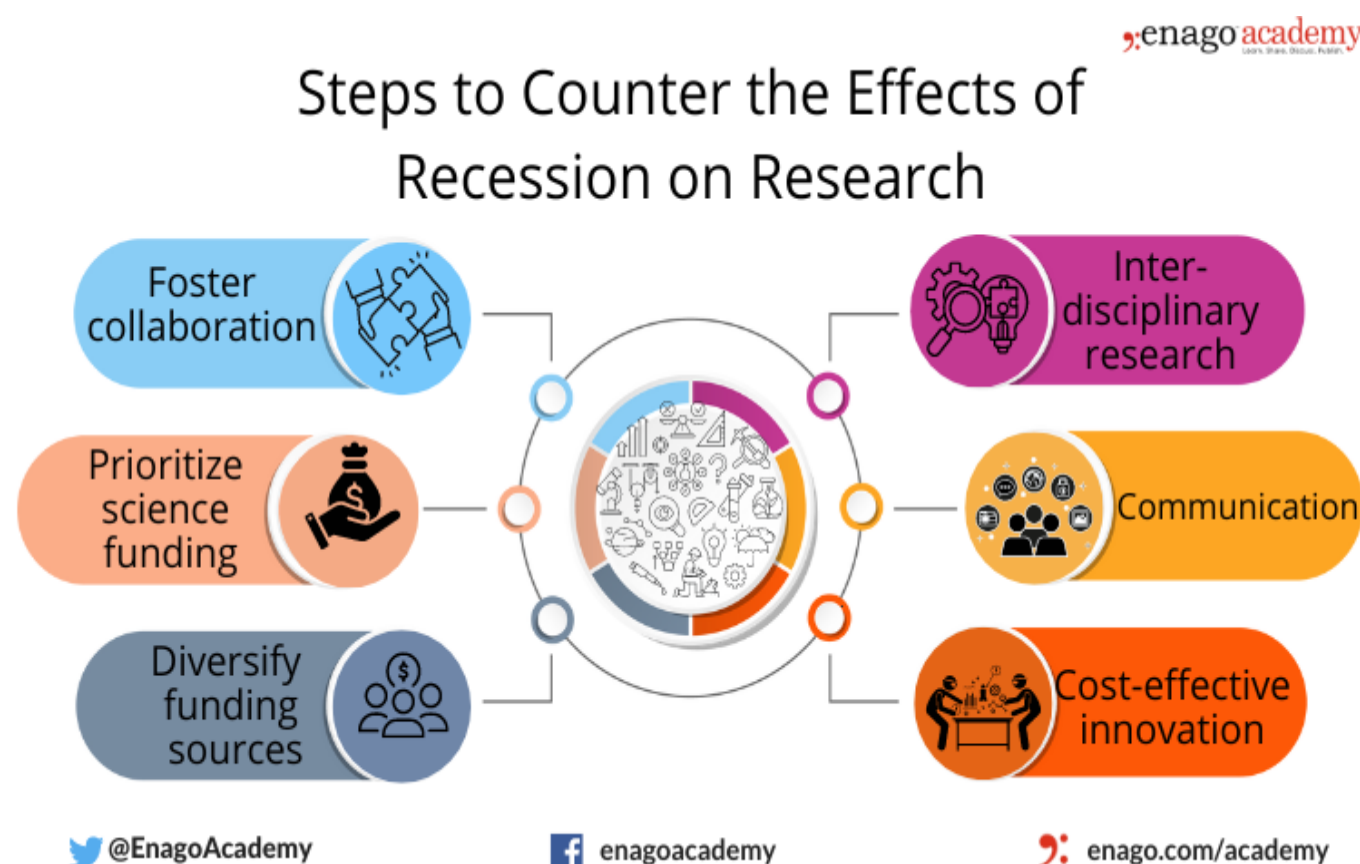 enago academy
Learn. Share. Discuss. Publish.
Steps to Counter the Effects of
Recession on Research
Foster
collaboration
Prioritize
science
funding
Diversify
funding
sources
Inter-
disciplinary
research
Communication
Cost-effective
innovation
@EnagoAcademy
enagoacademy
enago.com/academy